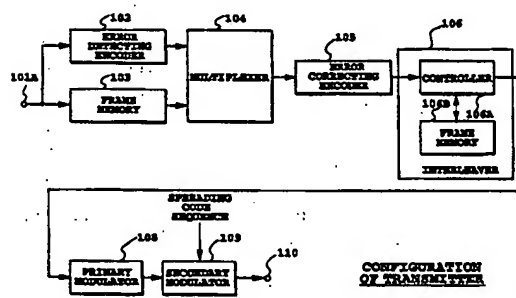 102
104
106
ERROR
DETECTING
ENCODER
101A
103
MULTIPLEXER
105
FRAME
MEMORY
ERROR
CORRECTING
ENCODER
CONTROLLER
106B
106A
FRAME
MEMORY
INTERLEAVER
SPREADING
CODE
SEQUENCE
108
109
110
PRIMARY
MODULATOR
SECONDARY
MODULATOR
CONFIGURATION
OF TRANSMITTER